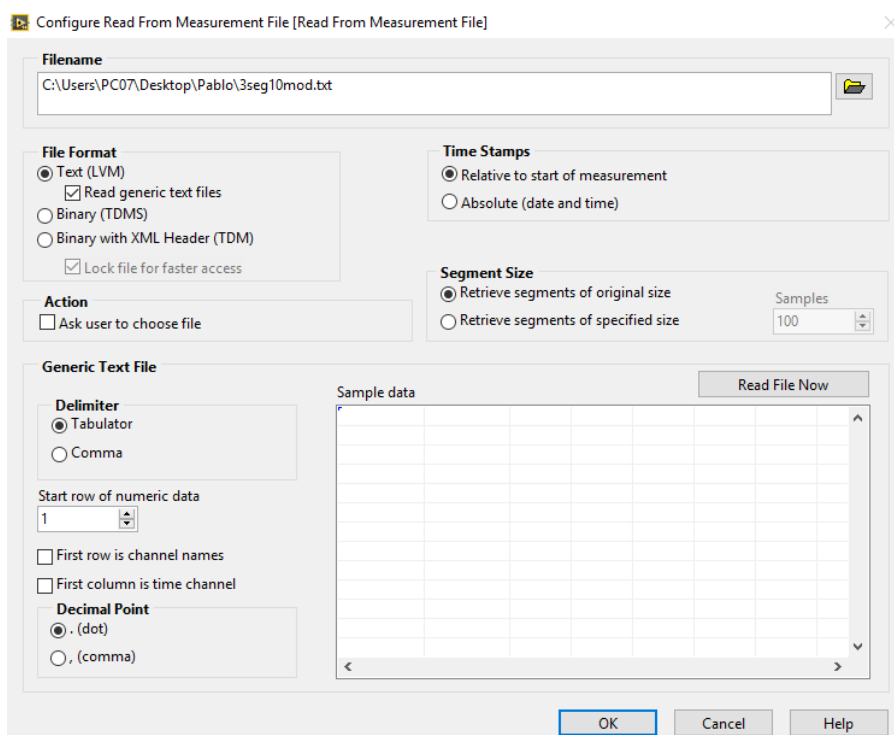 Configure Read From Measurement File [Read From Measurement File]
Filename
C:\Users\PC07\Desktop\Pablo\3seg10mod.txt
File Format
Text (LVM)
Read generic text files
Binary (TDMS)
Binary with XML Header (TDM)
Lock file for faster access
Time Stamps
Relative to start of measurement
Absolute (date and time)
Action
Ask user to choose file
Segment Size
Retrieve segments of original size
Retrieve segments of specified size
Samples
100
Generic Text File
Delimiter
Tabulator
Comma
Start row of numeric data
1
First row is channel names
First column is time channel
Decimal Point
. (dot)
, (comma)
Sample data
Read File Now
OK
Cancel
Help